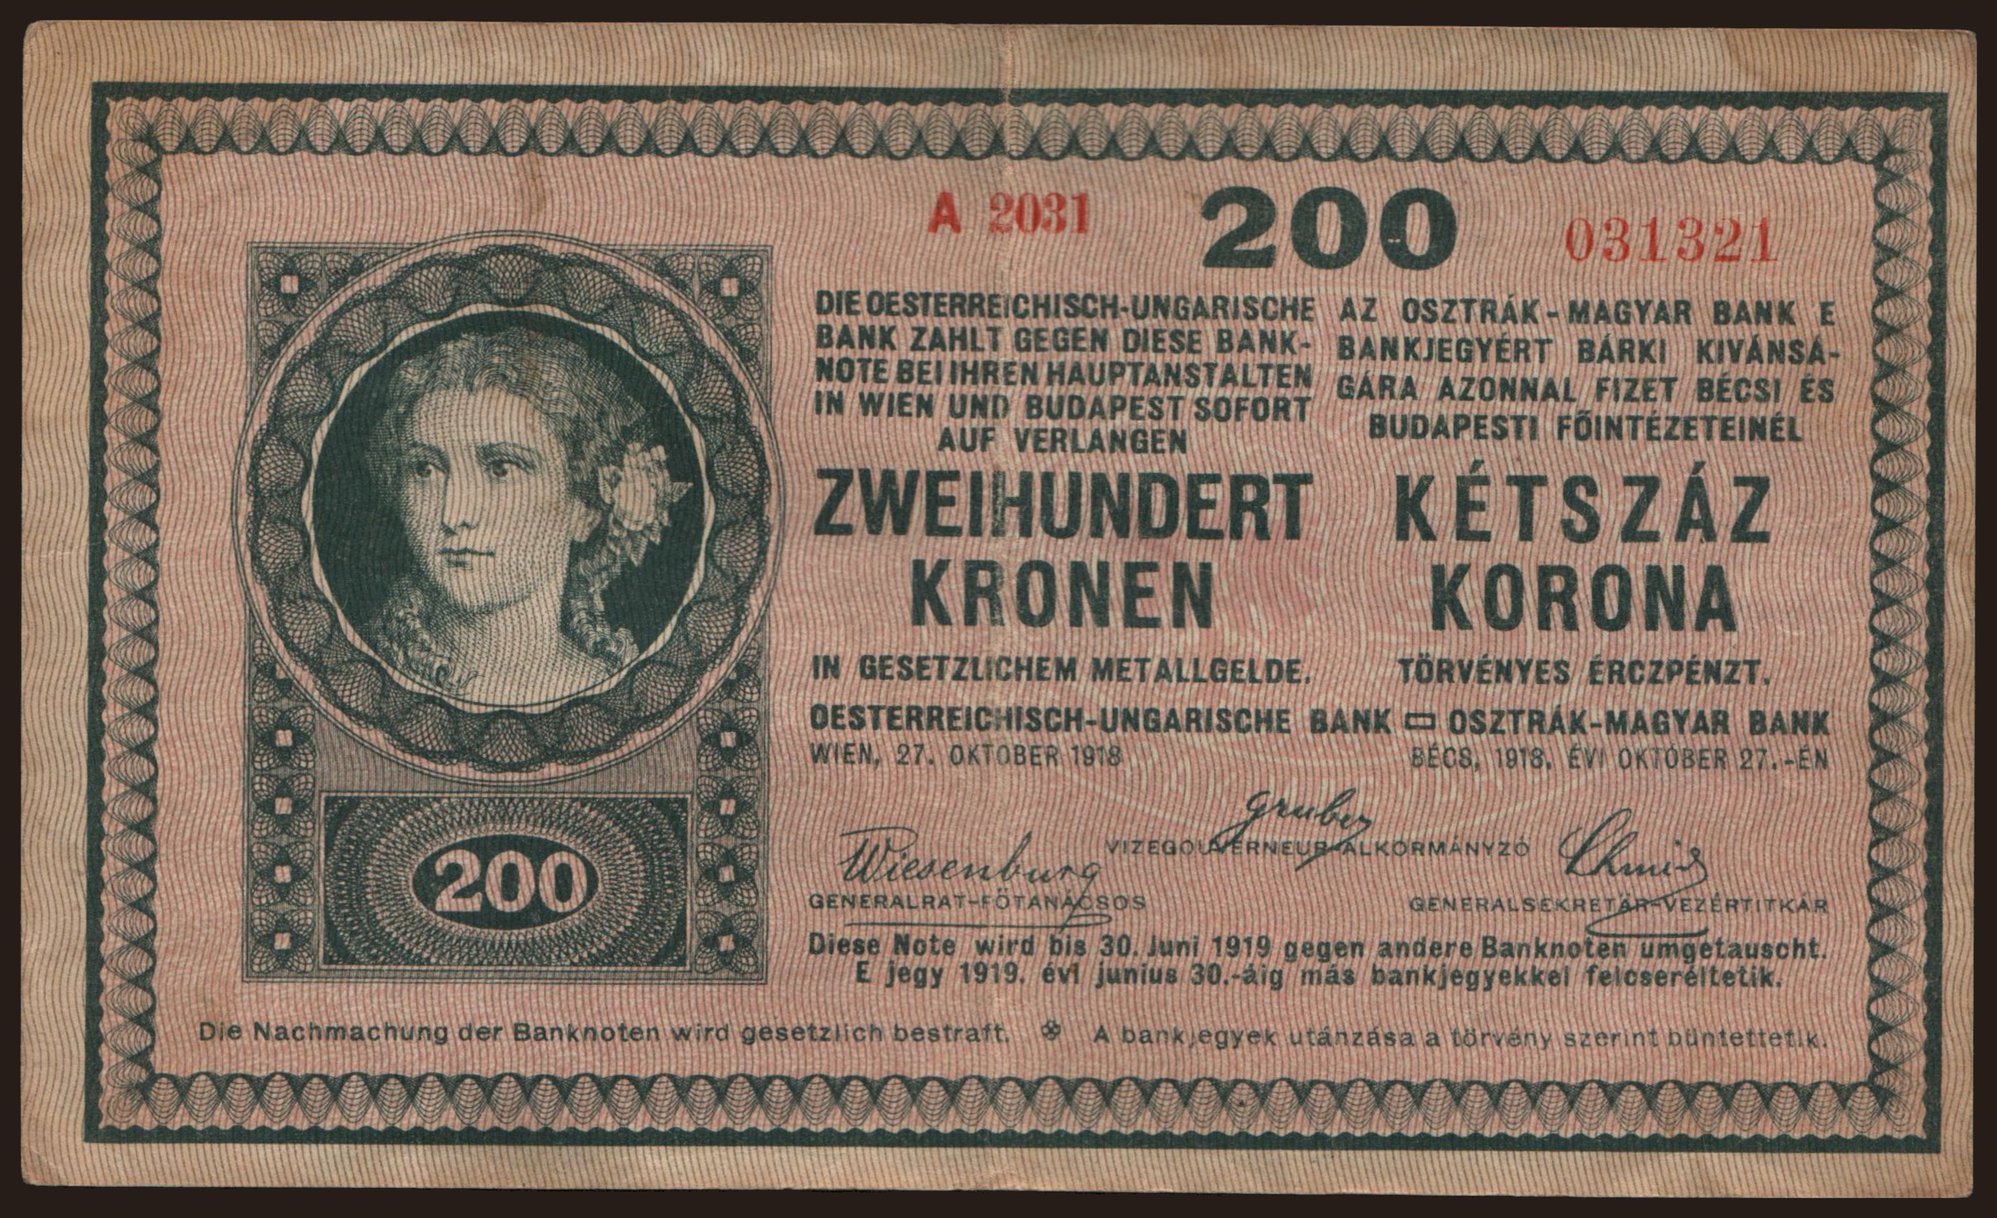 A 2031
200
031321
DIE OESTERREICHISCH-UNGARISCHE
BANK ZAHLT GEGEN DIESE BANK-
NOTE BEI IHREN HAUPTANSTALTEN
IN WIEN UND BUDAPEST SOFORT
AUF VERLANGEN
ZWEIHUNDERT
KRONEN
IN GESETZLICHEM METALLGELDE.
AZ OSZTRÁK-MAGYAR BANK E
BANKJEGYÉRT BÁRKI KIVÁNSÁ-
GÁRA AZONNAL FIZET BÉCSI ÉS
BUDAPESTI FŐINTÉZETEINÉL
KÉTSZÁZ
KORONA
TÖRVÉNYES ÉRCZPÉNZT.
OESTERREICHISCH-UNGARISCHE BANK ▭ OSZTRÁK-MAGYAR BANK
WIEN, 27. OKTOBER 1918
BÉCS, 1918. ÉVI OKTÓBER 27.-ÉN
Gruber
VIZEGOUVERNEUR-ALKORMÁNYZÓ
Wiesenburg
GENERALRAT-FŐTANÁCSOS
Schmid
GENERALSEKRETÄR-VEZÉRTITKÁR
Diese Note wird bis 30. Juni 1919 gegen andere Banknoten umgetauscht.
E jegy 1919. évi junius 30.-áig más bankjegyekkel felcseréltetik.
200
Die Nachmachung der Banknoten wird gesetzlich bestraft. ❀ A bankjegyek utánzása a törvény szerint büntettetik.